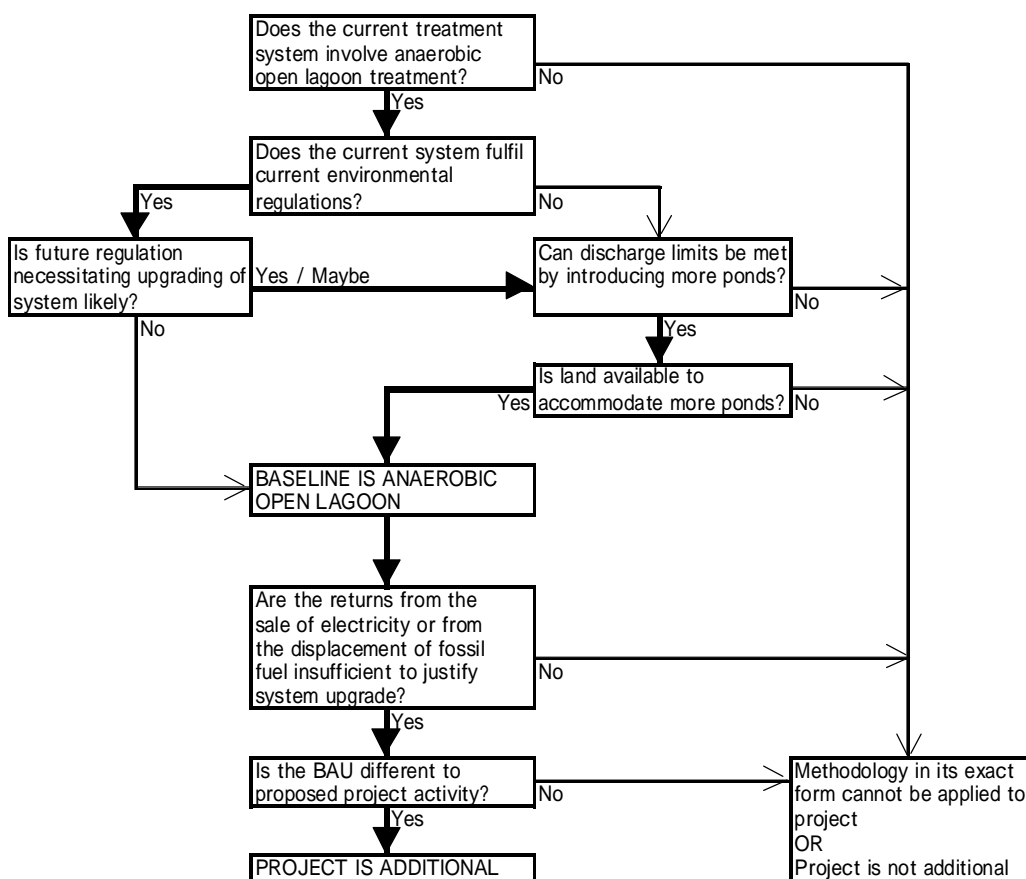 Does the current treatment
system involve anaerobic
open lagoon treatment?
No
Yes
Does the current system fulfil
current environmental
regulations?
Yes
No
Is future regulation
necessitating upgrading of
system likely?
Yes / Maybe
Can discharge limits be met
by introducing more ponds?
No
No
Yes
Is land available to
accommodate more ponds?
Yes
No
BASELINE IS ANAEROBIC
OPEN LAGOON
Are the returns from the
sale of electricity or from
the displacement of fossil
fuel insufficient to justify
system upgrade?
No
Yes
Is the BAU different to
proposed project activity?
No
Yes
Methodology in its exact
form cannot be applied to
project
OR
Project is not additional
PROJECT IS ADDITIONAL